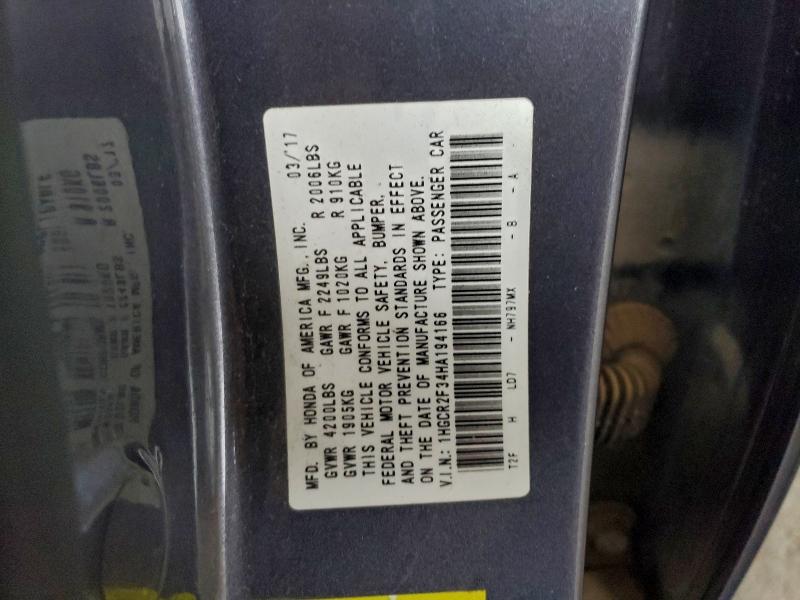 MFD. BY HONDA OF AMERICA MFG., INC. 03/'17
GVWR 4200LBS GAWR F 2249LBS R 2006LBS
GVWR 1905KG GAWR F 1020KG R 910KG
THIS VEHICLE CONFORMS TO ALL APPLICABLE
FEDERAL MOTOR VEHICLE SAFETY, BUMPER,
AND THEFT PREVENTION STANDARDS IN EFFECT
ON THE DATE OF MANUFACTURE SHOWN ABOVE.
V.I.N.: 1HGCR2F34HA194166 TYPE: PASSENGER CAR
T2F H LD7 - NH797MX - B - A -